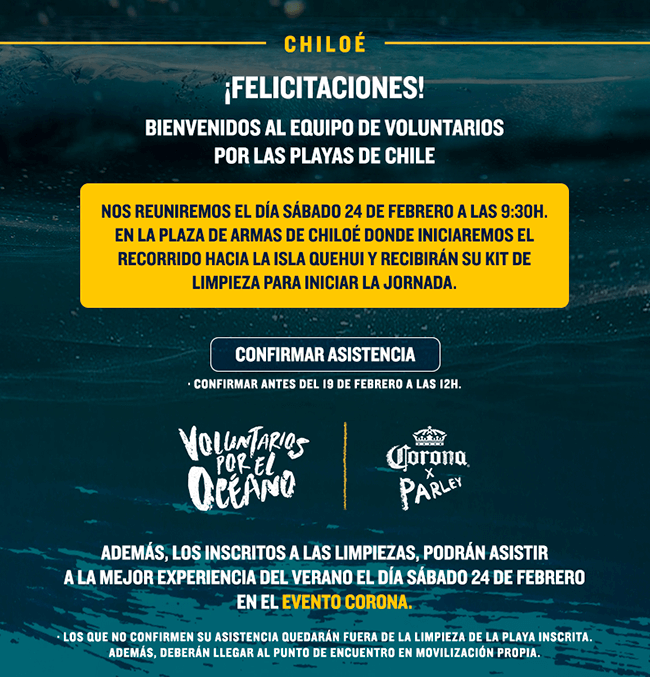 CHILOÉ
¡FELICITACIONES!
BIENVENIDOS AL EQUIPO DE VOLUNTARIOS
POR LAS PLAYAS DE CHILE
NOS REUNIREMOS EL DÍA SÁBADO 24 DE FEBRERO A LAS 9:30H.
EN LA PLAZA DE ARMAS DE CHILOÉ DONDE INICIAREMOS EL
RECORRIDO HACIA LA ISLA QUEHUI Y RECIBIRÁN SU KIT DE
LIMPIEZA PARA INICIAR LA JORNADA.
CONFIRMAR ASISTENCIA
· CONFIRMAR ANTES DEL 19 DE FEBRERO A LAS 12H.
VOLUNTARIOS
POR EL
OCÉANO
Corona
X
PARLEY
ADEMÁS, LOS INSCRITOS A LAS LIMPIEZAS, PODRÁN ASISTIR
A LA MEJOR EXPERIENCIA DEL VERANO EL DÍA SÁBADO 24 DE FEBRERO
EN EL EVENTO CORONA.
· LOS QUE NO CONFIRMEN SU ASISTENCIA QUEDARÁN FUERA DE LA LIMPIEZA DE LA PLAYA INSCRITA.
ADEMÁS, DEBERÁN LLEGAR AL PUNTO DE ENCUENTRO EN MOVILIZACIÓN PROPIA.